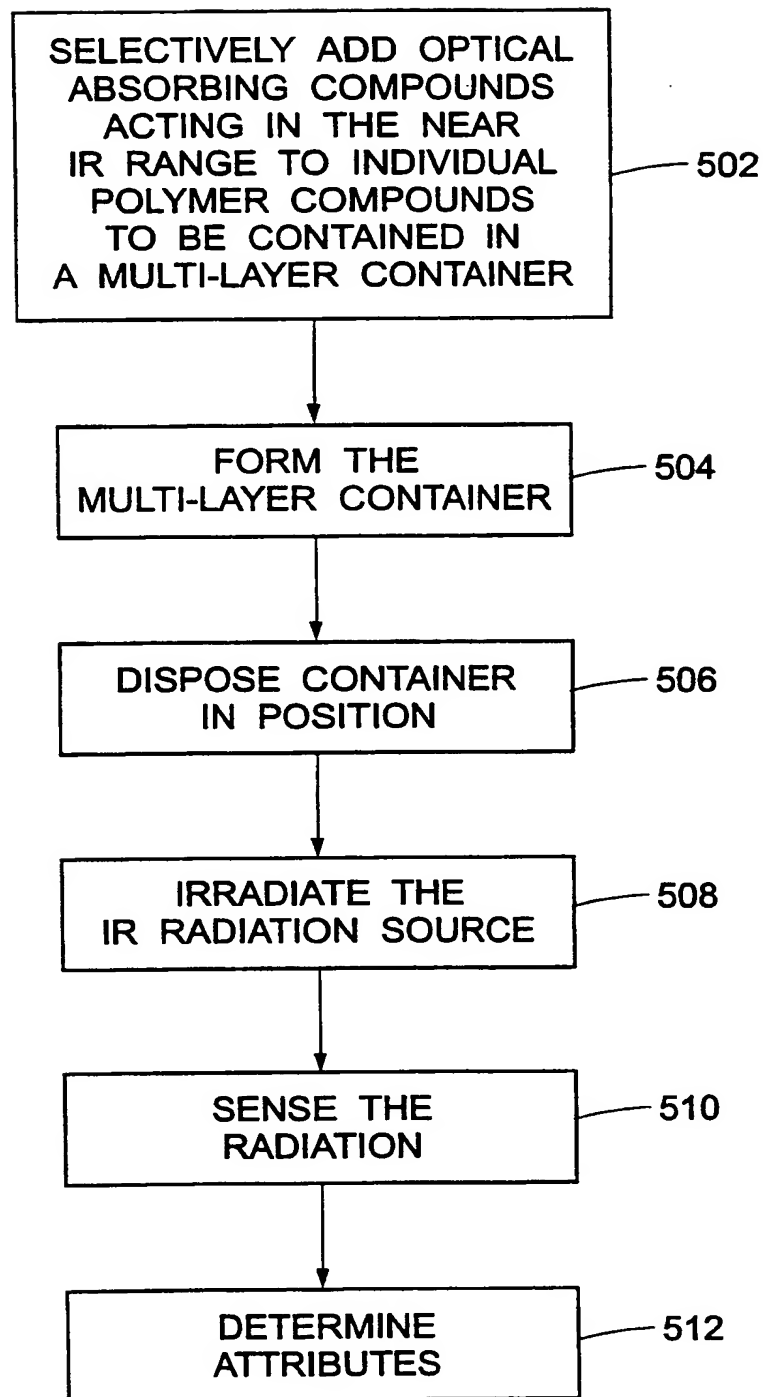 SELECTIVELY ADD OPTICAL
ABSORBING COMPOUNDS
ACTING IN THE NEAR
IR RANGE TO INDIVIDUAL
POLYMER COMPOUNDS
TO BE CONTAINED IN
A MULTI-LAYER CONTAINER
502
FORM THE
MULTI-LAYER CONTAINER
504
DISPOSE CONTAINER
IN POSITION
506
IRRADIATE THE
IR RADIATION SOURCE
508
SENSE THE
RADIATION
510
DETERMINE
ATTRIBUTES
512